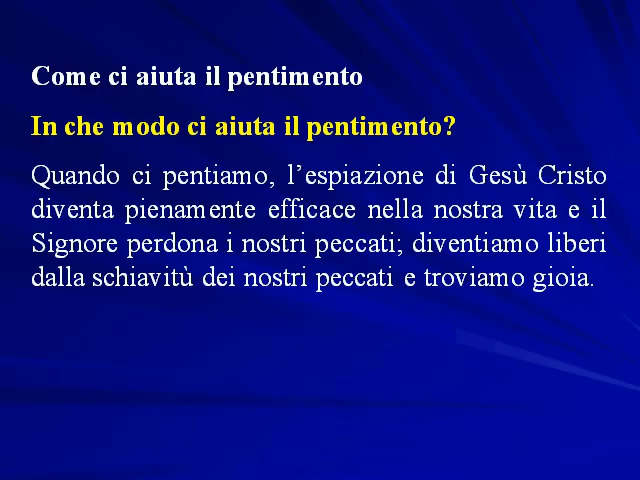 Come ci aiuta il pentimento
In che modo ci aiuta il pentimento?
Quando ci pentiamo, l’espiazione di Gesù Cristo
diventa pienamente efficace nella nostra vita e il
Signore perdona i nostri peccati; diventiamo liberi
dalla schiavitù dei nostri peccati e troviamo gioia.